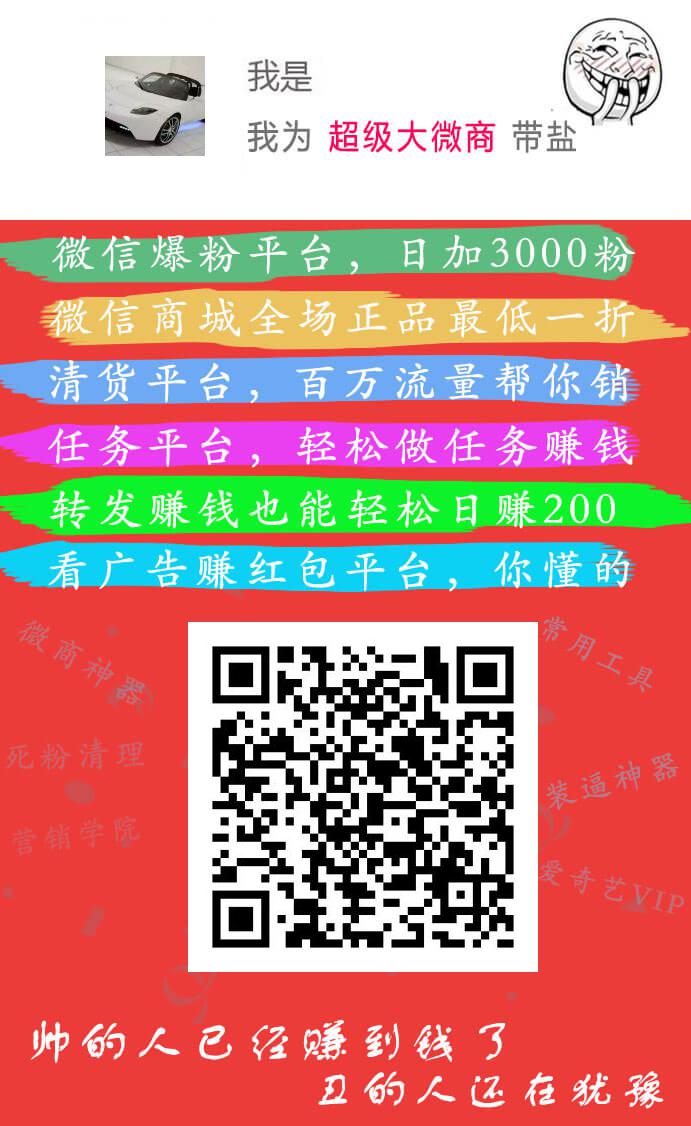 我是
我为 超级大微商 带盐
微信爆粉平台，日加3000粉
微信商城全场正品最低一折
清货平台，百万流量帮你销
任务平台，轻松做任务赚钱
转发赚钱也能轻松日赚200
看广告赚红包平台，你懂的
微商神器
常用工具
死粉清理
装逼神器
营销学院
爱奇艺VIP
帅的人已经赚到钱了
丑的人还在犹豫